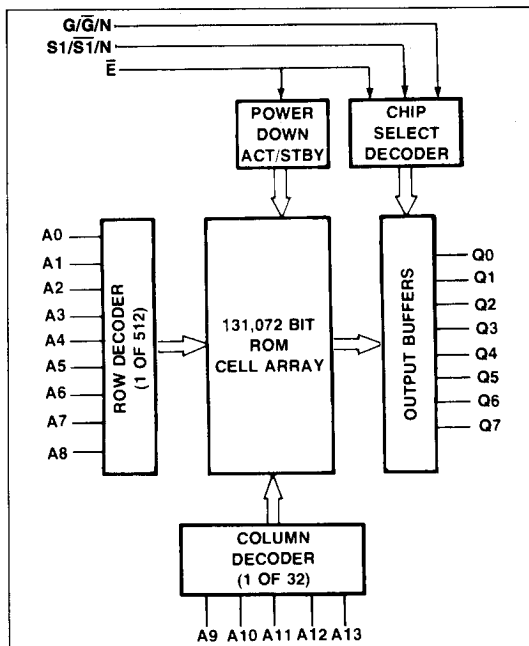 G/G̅/N
S1/S̅1̅/N
E̅
POWER
DOWN
ACT/STBY
CHIP
SELECT
DECODER
A0
A1
A2
A3
A4
A5
A6
A7
A8
ROW DECODER
(1 OF 512)
131,072 BIT
ROM
CELL ARRAY
OUTPUT BUFFERS
Q0
Q1
Q2
Q3
Q4
Q5
Q6
Q7
COLUMN
DECODER
(1 OF 32)
A9 A10 A11 A12 A13